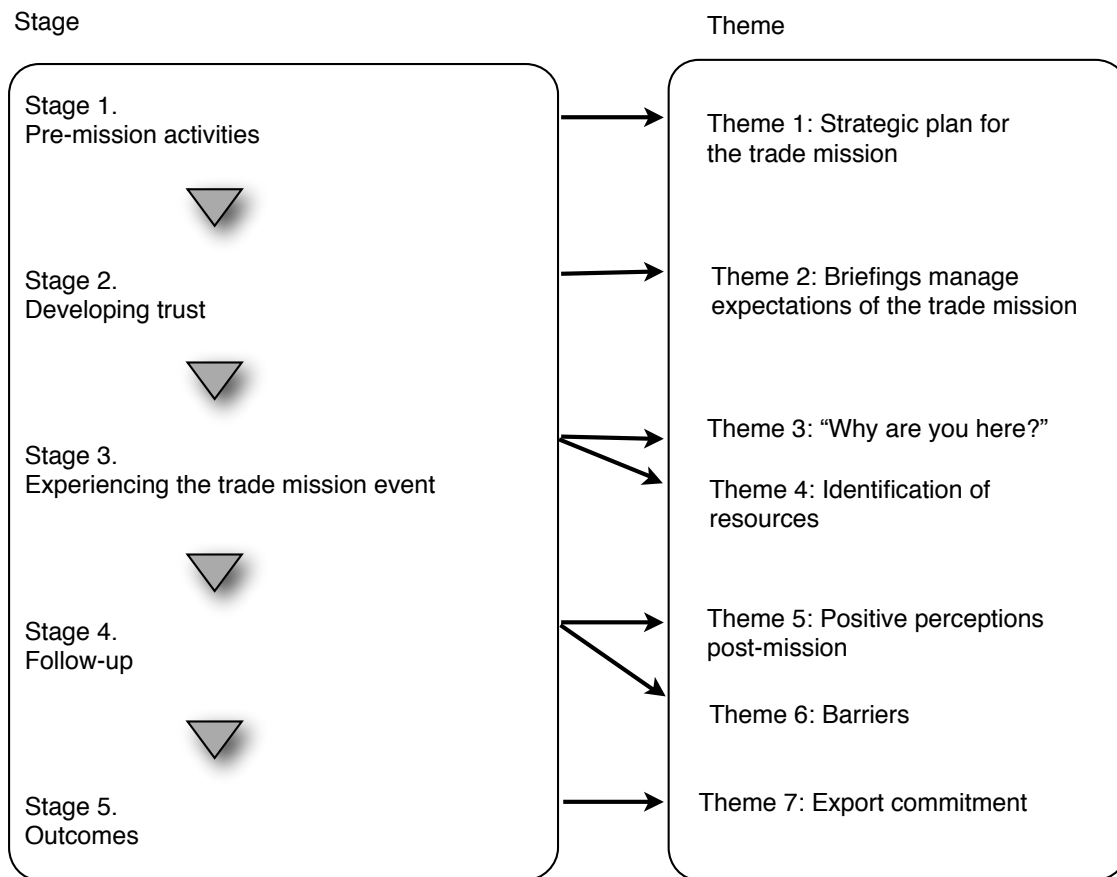 Stage
Stage 1.
Pre-mission activities
Stage 2.
Developing trust
Stage 3.
Experiencing the trade mission event
Stage 4.
Follow-up
Stage 5.
Outcomes
Theme
Theme 1: Strategic plan for
the trade mission
Theme 2: Briefings manage
expectations of the trade mission
Theme 3: “Why are you here?”
Theme 4: Identification of
resources
Theme 5: Positive perceptions
post-mission
Theme 6: Barriers
Theme 7: Export commitment